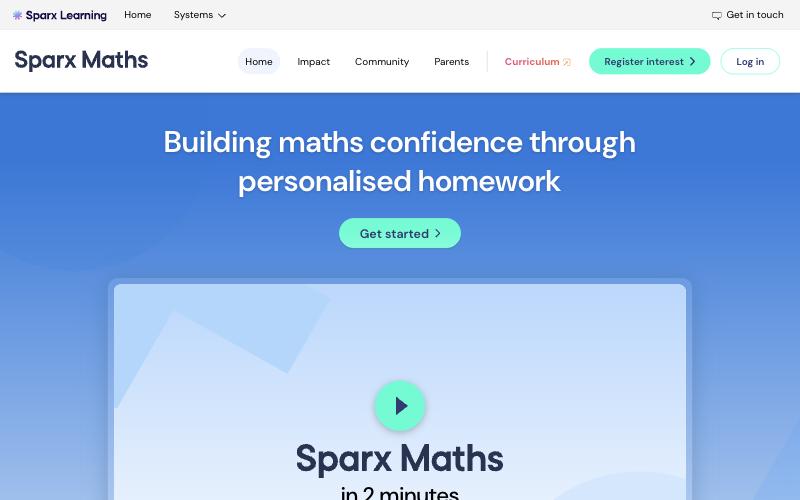 Sparx Learning Home Systems Get in touch
Sparx Maths Home Impact Community Parents Curriculum Register interest Log in
Building maths confidence through
personalised homework
Get started
Sparx Maths
in 2 minutes